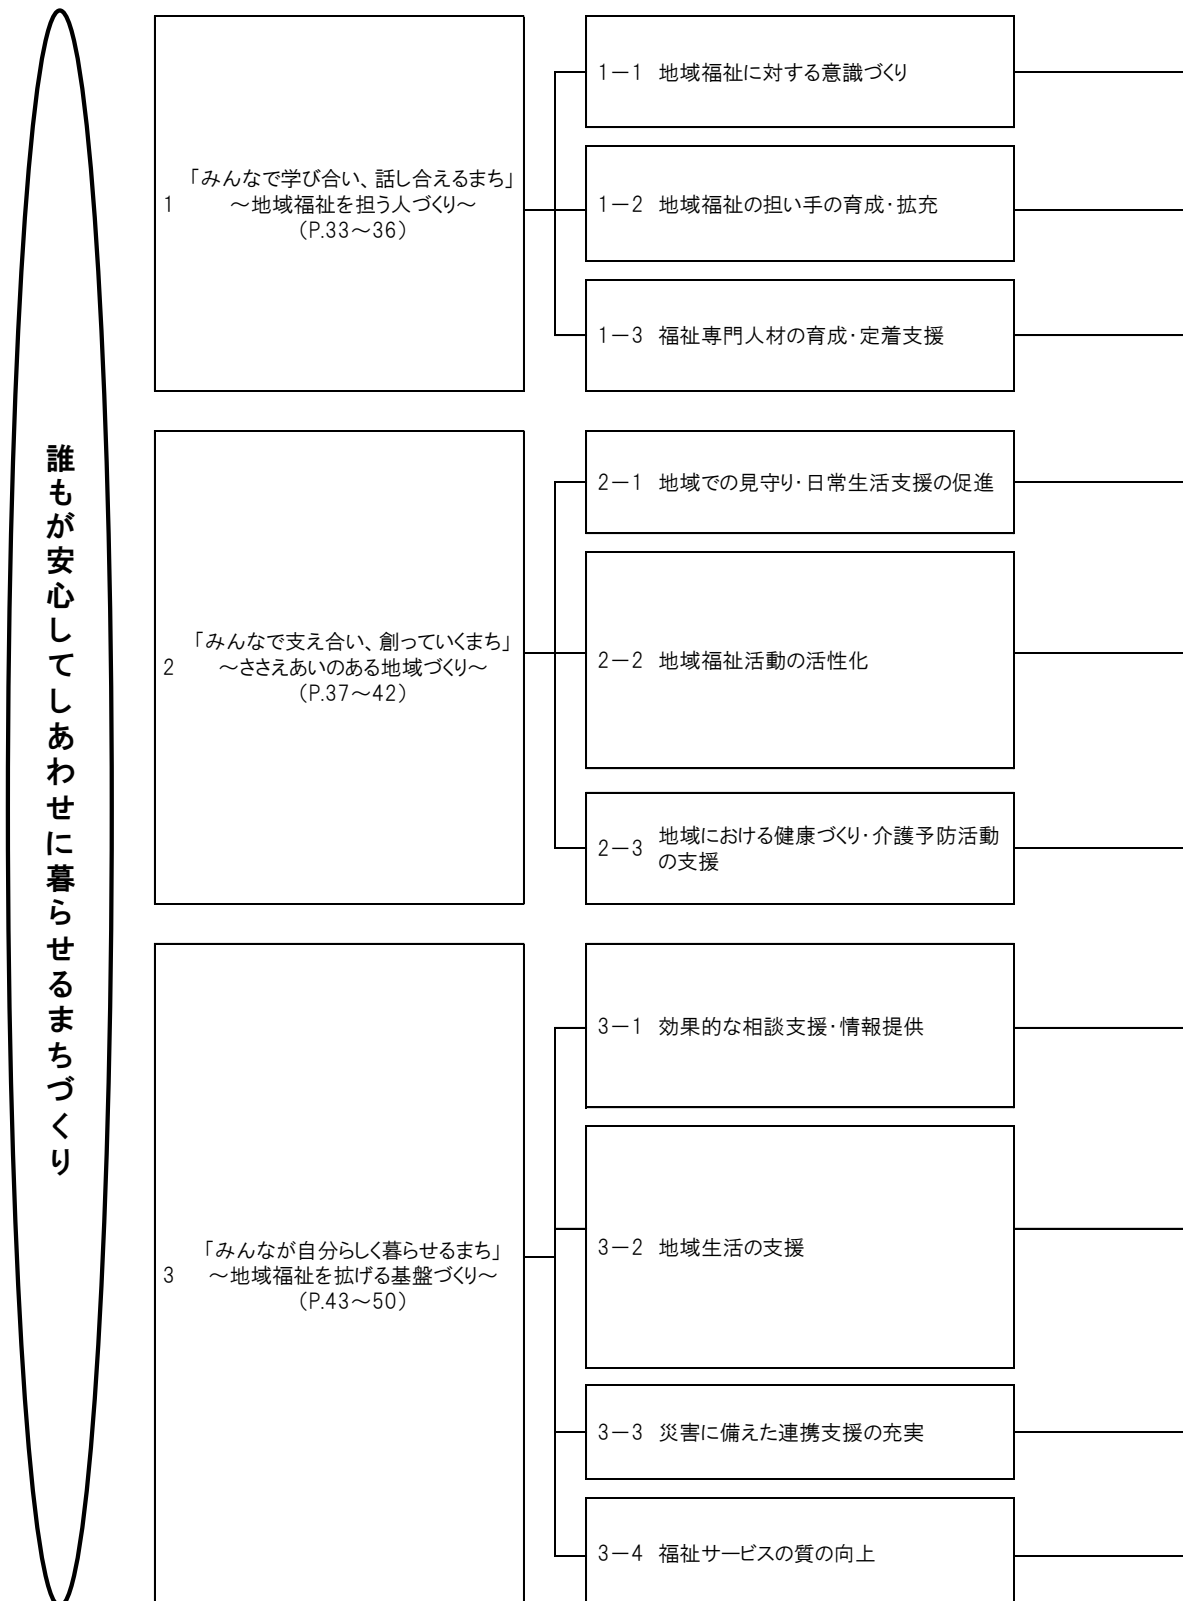 誰もが安心してしあわせに暮らせるまちづくり
1
「みんなで学び合い、話し合えるまち」
～地域福祉を担う人づくり～
（P.33～36）
1－1 地域福祉に対する意識づくり
1－2 地域福祉の担い手の育成・拡充
1－3 福祉専門人材の育成・定着支援
2
「みんなで支え合い、創っていくまち」
～ささえあいのある地域づくり～
（P.37～42）
2－1 地域での見守り・日常生活支援の促進
2－2 地域福祉活動の活性化
2－3 地域における健康づくり・介護予防活動
の支援
3
「みんなが自分らしく暮らせるまち」
～地域福祉を拡げる基盤づくり～
（P.43～50）
3－1 効果的な相談支援・情報提供
3－2 地域生活の支援
3－3 災害に備えた連携支援の充実
3－4 福祉サービスの質の向上